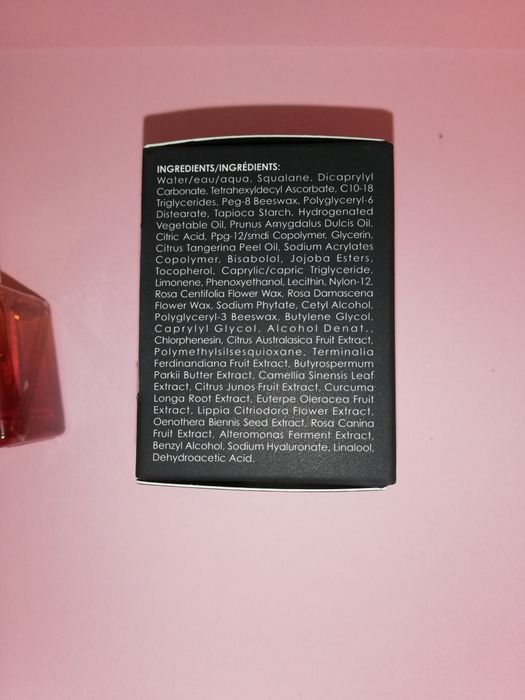 INGREDIENTS/INGRÉDIENTS:
Water/eau/aqua, Squalane, Dicaprylyl
Carbonate, Tetrahexyldecyl Ascorbate, C10-18
Triglycerides, Peg-8 Beeswax, Polyglyceryl-6
Distearate, Tapioca Starch, Hydrogenated
Vegetable Oil, Prunus Amygdalus Dulcis Oil,
Citric Acid, Ppg-12/smdi Copolymer, Glycerin,
Citrus Tangerina Peel Oil, Sodium Acrylates
Copolymer, Bisabolol, Jojoba Esters,
Tocopherol, Caprylic/capric Triglyceride,
Limonene, Phenoxyethanol, Lecithin, Nylon-12,
Rosa Centifolia Flower Wax, Rosa Damascena
Flower Wax, Sodium Phytate, Cetyl Alcohol,
Polyglyceryl-3 Beeswax, Butylene Glycol,
Caprylyl Glycol, Alcohol Denat.,
Chlorphenesin, Citrus Australasica Fruit Extract,
Polymethylsilsesquioxane, Terminalia
Ferdinandiana Fruit Extract, Butyrospermum
Parkii Butter Extract, Camellia Sinensis Leaf
Extract, Citrus Junos Fruit Extract, Curcuma
Longa Root Extract, Euterpe Oleracea Fruit
Extract, Lippia Citriodora Flower Extract,
Oenothera Biennis Seed Extract, Rosa Canina
Fruit Extract, Alteromonas Ferment Extract,
Benzyl Alcohol, Sodium Hyaluronate, Linalool,
Dehydroacetic Acid.